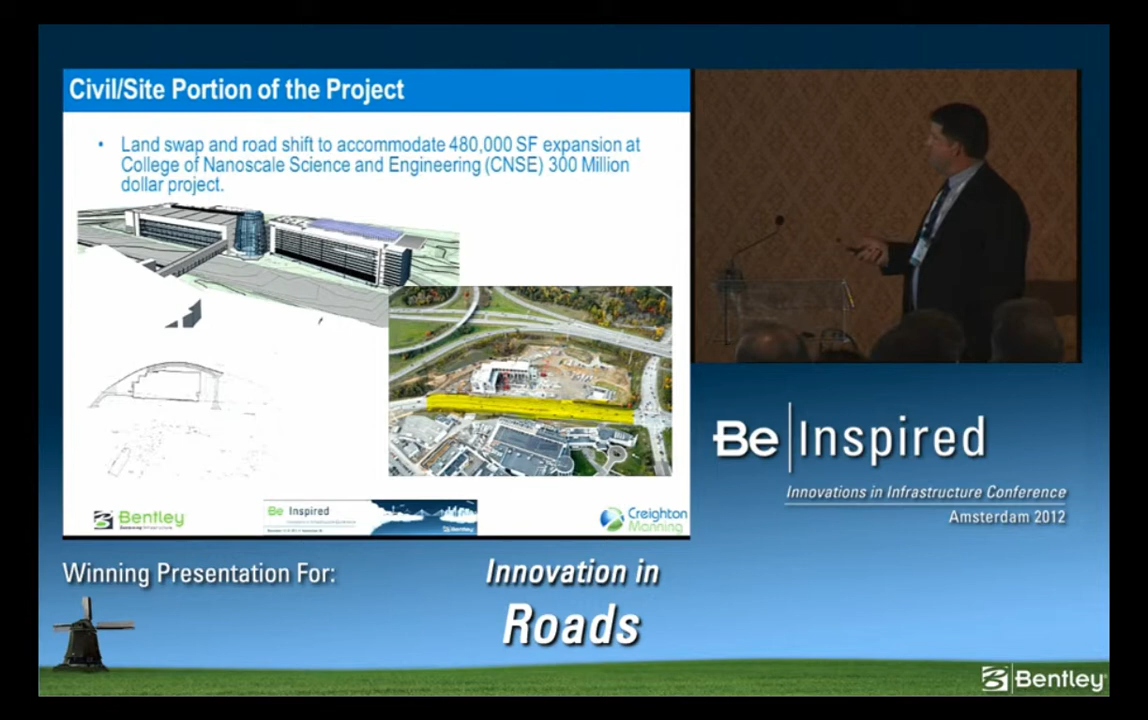 Civil/Site Portion of the Project
• Land swap and road shift to accommodate 480,000 SF expansion at
College of Nanoscale Science and Engineering (CNSE) 300 Million
dollar project.
Bentley
Be Inspired
Bentley
Creighton
Manning
Be Inspired
Innovations in Infrastructure Conference
Amsterdam 2012
Winning Presentation For:
Innovation in
Roads
Bentley